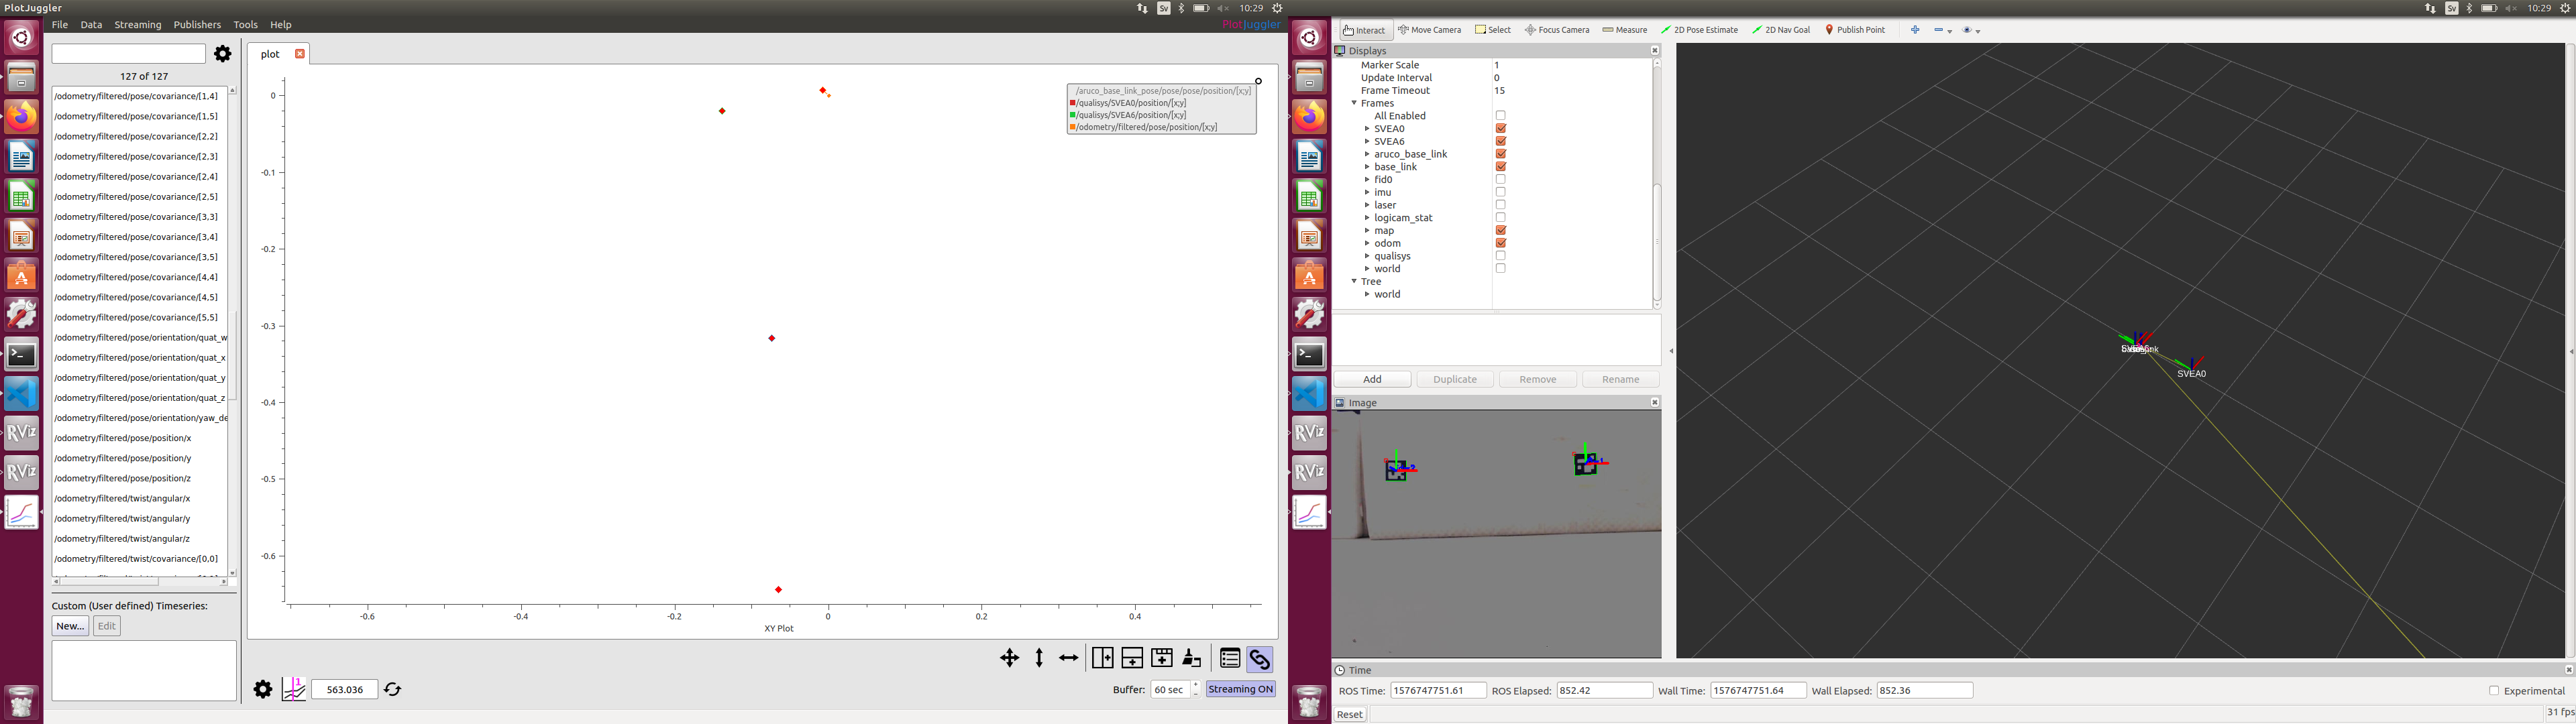 PlotJuggler
Sv
10:29
File Data Streaming Publishers Tools Help
PlotJuggler
127 of 127
/odometry/filtered/pose/covariance/[1,4]
/odometry/filtered/pose/covariance/[1,5]
/odometry/filtered/pose/covariance/[2,2]
/odometry/filtered/pose/covariance/[2,3]
/odometry/filtered/pose/covariance/[2,4]
/odometry/filtered/pose/covariance/[2,5]
/odometry/filtered/pose/covariance/[3,3]
/odometry/filtered/pose/covariance/[3,4]
/odometry/filtered/pose/covariance/[3,5]
/odometry/filtered/pose/covariance/[4,4]
/odometry/filtered/pose/covariance/[4,5]
/odometry/filtered/pose/covariance/[5,5]
/odometry/filtered/pose/orientation/quat_w
/odometry/filtered/pose/orientation/quat_x
/odometry/filtered/pose/orientation/quat_y
/odometry/filtered/pose/orientation/quat_z
/odometry/filtered/pose/orientation/yaw_de
/odometry/filtered/pose/position/x
/odometry/filtered/pose/position/y
/odometry/filtered/pose/position/z
/odometry/filtered/twist/angular/x
/odometry/filtered/twist/angular/y
/odometry/filtered/twist/angular/z
/odometry/filtered/twist/covariance/[0,0]
Custom (User defined) Timeseries:
New... Edit
plot
/aruco_base_link_pose/pose/pose/position/[x;y]
/qualisys/SVEA0/position/[x;y]
/qualisys/SVEA6/position/[x;y]
/odometry/filtered/pose/position/[x;y]
0
-0.1
-0.2
-0.3
-0.4
-0.5
-0.6
-0.6 -0.4 -0.2 0 0.2 0.4
XY Plot
1
563.036
Buffer: 60 sec Streaming ON
RViz
RViz
Sv
10:29
Interact Move Camera Select Focus Camera Measure 2D Pose Estimate 2D Nav Goal Publish Point
Displays
Marker Scale 1
Update Interval 0
Frame Timeout 15
Frames
All Enabled
SVEA0
SVEA6
aruco_base_link
base_link
fid0
imu
laser
logicam_stat
map
odom
qualisys
world
Tree
world
Add Duplicate Remove Rename
Image
SVEA0
RViz
RViz
Time
ROS Time: 1576747751.61 ROS Elapsed: 852.42 Wall Time: 1576747751.64 Wall Elapsed: 852.36 Experimental
Reset
31 fps